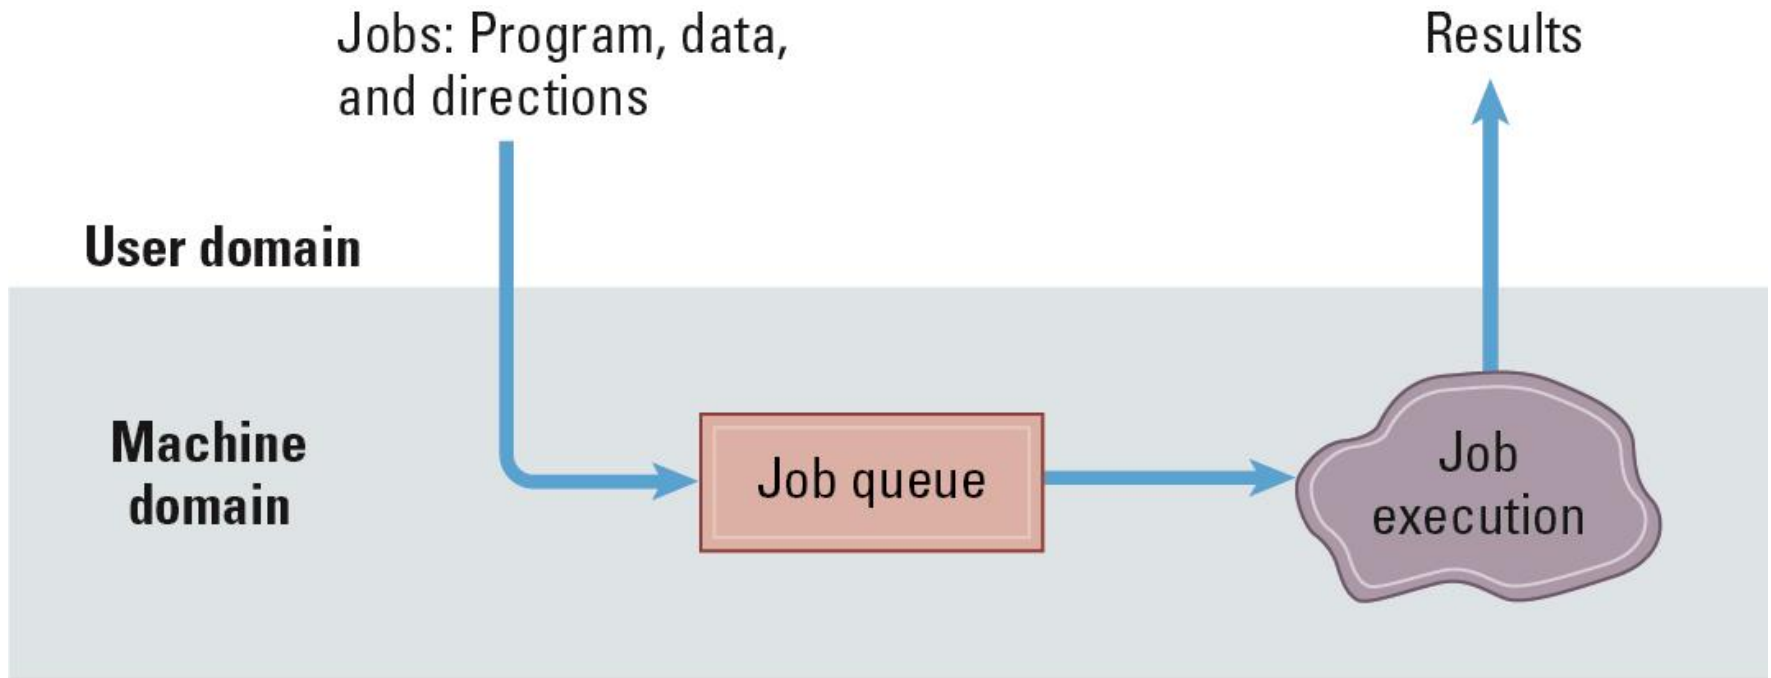 Jobs: Program, data,
and directions
Results
User domain
Machine
domain
Job queue
Job
execution